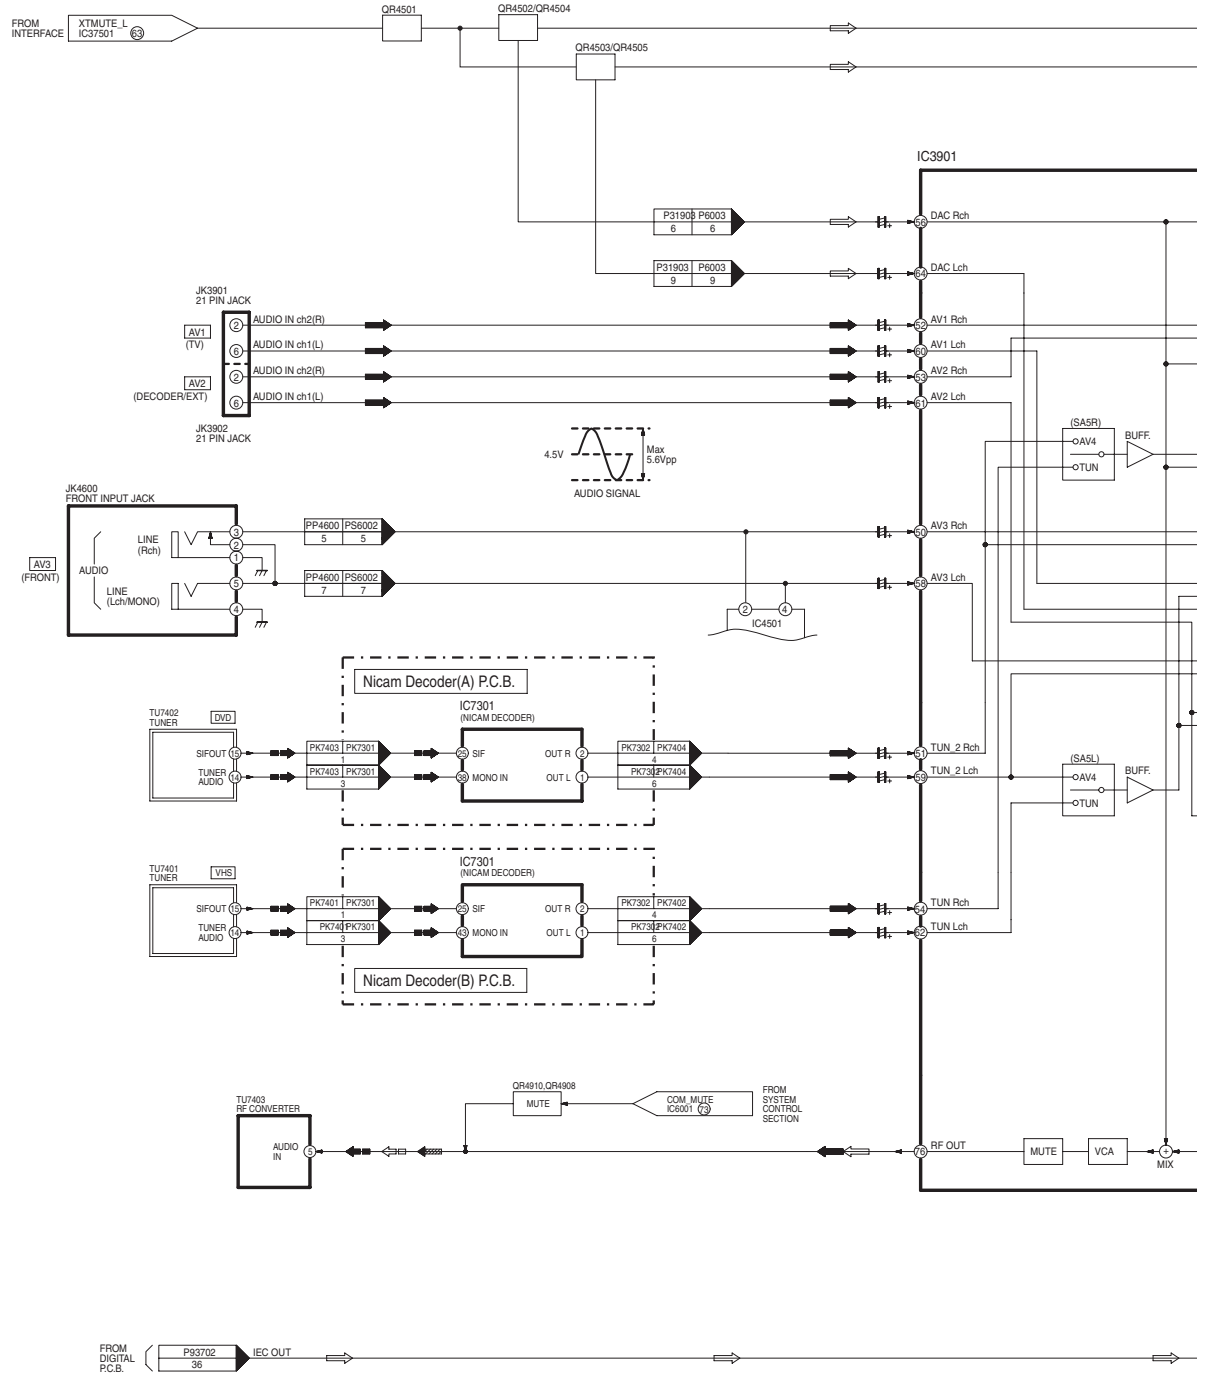 FROM
INTERFACE
XTMUTE_L
IC37501 63
QR4501
QR4502/QR4504
QR4503/QR4505
IC3901
P31903 P6003
6 6
56 DAC Rch
P31903 P6003
9 9
64 DAC Lch
JK3901
21 PIN JACK
AV1
(TV)
2 AUDIO IN ch2(R)
52 AV1 Rch
6 AUDIO IN ch1(L)
60 AV1 Lch
AV2
(DECODER/EXT)
2 AUDIO IN ch2(R)
53 AV2 Rch
6 AUDIO IN ch1(L)
61 AV2 Lch
JK3902
21 PIN JACK
4.5V
Max
5.6Vpp
AUDIO SIGNAL
(SA5R)
AV4
TUN
BUFF.
JK4600
FRONT INPUT JACK
AV3
(FRONT)
AUDIO
LINE
(Rch)
LINE
(Lch/MONO)
3
2
1
5
4
PP4600 PS6002
5 5
50 AV3 Rch
PP4600 PS6002
7 7
58 AV3 Lch
2 4
IC4501
Nicam Decoder(A) P.C.B.
TU7402
TUNER
DVD
SIFOUT 15
TUNER
AUDIO 14
PK7403 PK7301
1
PK7403 PK7301
3
IC7301
(NICAM DECODER)
25 SIF
38 MONO IN
OUT R 2
OUT L 1
PK7302 PK7404
4
PK7302 PK7404
6
51 TUN_2 Rch
59 TUN_2 Lch
(SA5L)
AV4
TUN
BUFF.
TU7401
TUNER
VHS
SIFOUT 15
TUNER
AUDIO 14
PK7401 PK7301
1
PK7401 PK7301
3
IC7301
(NICAM DECODER)
25 SIF
43 MONO IN
OUT R 2
OUT L 1
PK7302 PK7402
4
PK7302 PK7402
6
54 TUN Rch
62 TUN Lch
Nicam Decoder(B) P.C.B.
QR4910,QR4908
MUTE
COM_MUTE
IC6001 73
FROM
SYSTEM
CONTROL
SECTION
TU7403
RF CONVERTER
AUDIO
IN
5
76 RF OUT
MUTE
VCA
+
MIX
FROM
DIGITAL
P.C.B.
P93702
36
IEC OUT